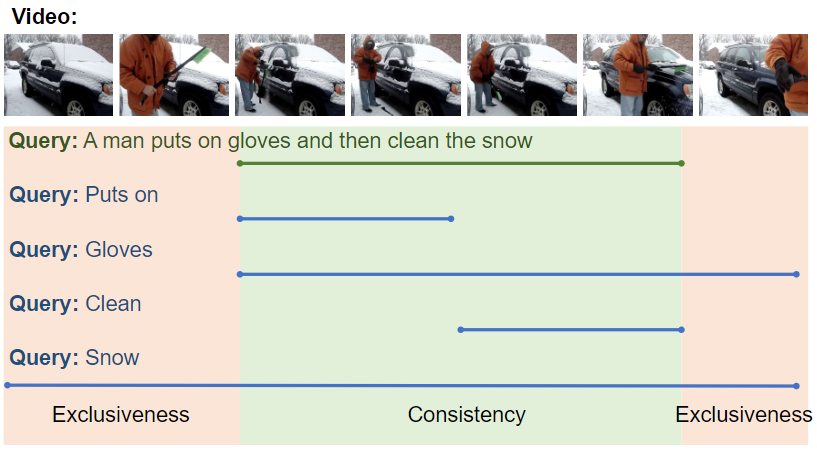 Video:
Query: A man puts on gloves and then clean the snow
Query: Puts on
Query: Gloves
Query: Clean
Query: Snow
Exclusiveness Consistency Exclusiveness